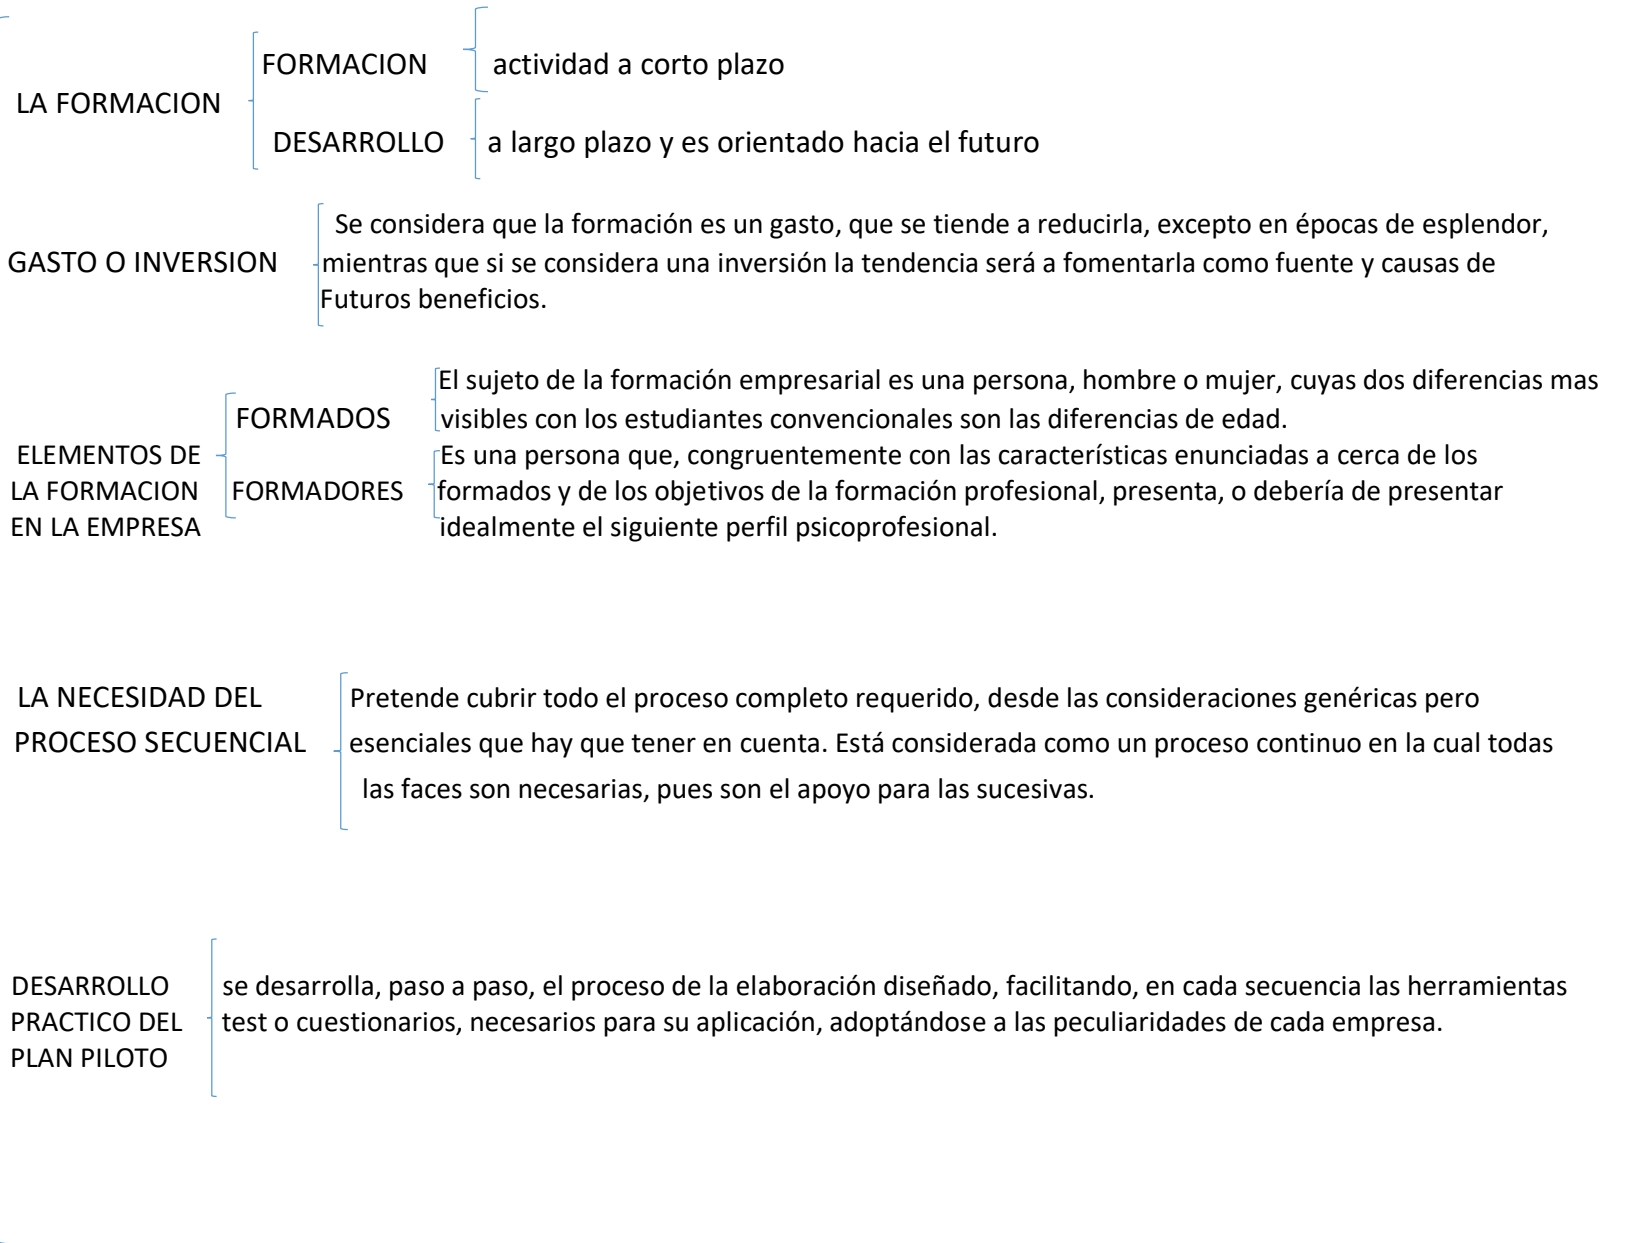 FORMACION
actividad a corto plazo
LA FORMACION
DESARROLLO
a largo plazo y es orientado hacia el futuro
Se considera que la formación es un gasto, que se tiende a reducirla, excepto en épocas de esplendor,
GASTO O INVERSION
mientras que si se considera una inversión la tendencia será a fomentarla como fuente y causas de
Futuros beneficios.
ELEMENTOS DE
LA FORMACION
EN LA EMPRESA
FORMADOS
El sujeto de la formación empresarial es una persona, hombre o mujer, cuyas dos diferencias mas
visibles con los estudiantes convencionales son las diferencias de edad.
FORMADORES
Es una persona que, congruentemente con las características enunciadas a cerca de los
formados y de los objetivos de la formación profesional, presenta, o debería de presentar
idealmente el siguiente perfil psicoprofesional.
LA NECESIDAD DEL
PROCESO SECUENCIAL
Pretende cubrir todo el proceso completo requerido, desde las consideraciones genéricas pero
esenciales que hay que tener en cuenta. Está considerada como un proceso continuo en la cual todas
las faces son necesarias, pues son el apoyo para las sucesivas.
DESARROLLO
PRACTICO DEL
PLAN PILOTO
se desarrolla, paso a paso, el proceso de la elaboración diseñado, facilitando, en cada secuencia las herramientas
test o cuestionarios, necesarios para su aplicación, adoptándose a las peculiaridades de cada empresa.